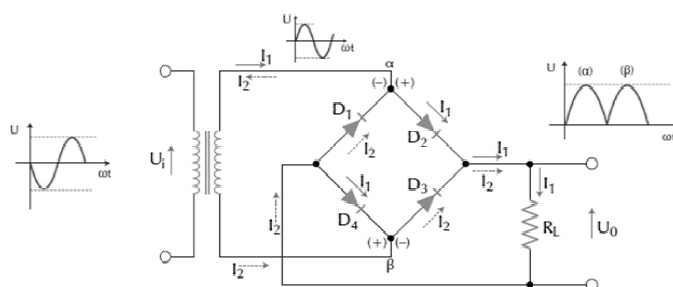 U
ωt
U
ωt
I₁
I₂
α
(-) (+)
U
(α) (β)
ωt
D₁
I₁
I₂
D₂
I₁
I₂
Uᵢ
I₁
D₄
D₃
I₂
I₂
I₁
R_L
U₀
(+) (-)
β
I₂